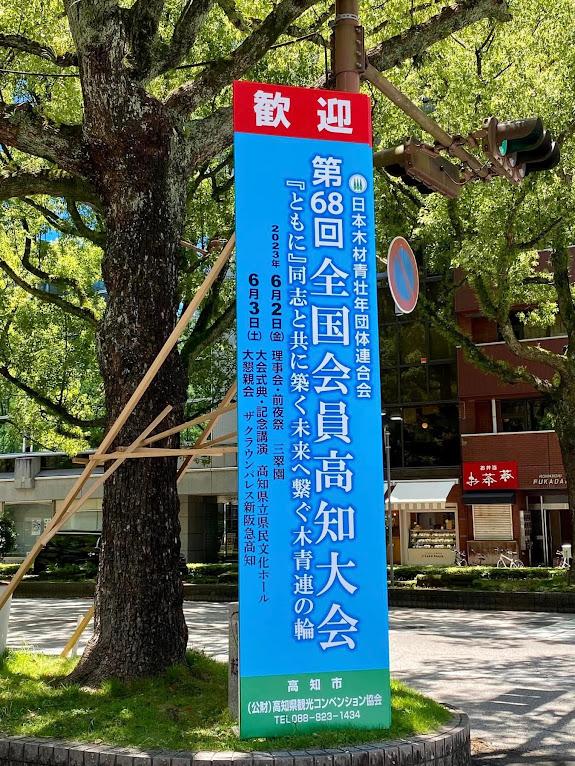 歓迎
日本木材青壮年団体連合会
第68回 全国会員高知大会
『ともに』同志と共に築く未来へ繋ぐ木青連の輪
2023年 6月2日(金) 理事会・前夜祭 三翠園
6月3日(土) 大会式典・記念講演 高知県立県民文化ホール
大懇親会 ザクラウンパレス新阪急高知
高知市
(公財)高知県観光コンベンション協会
TEL088-823-1434
お弁当